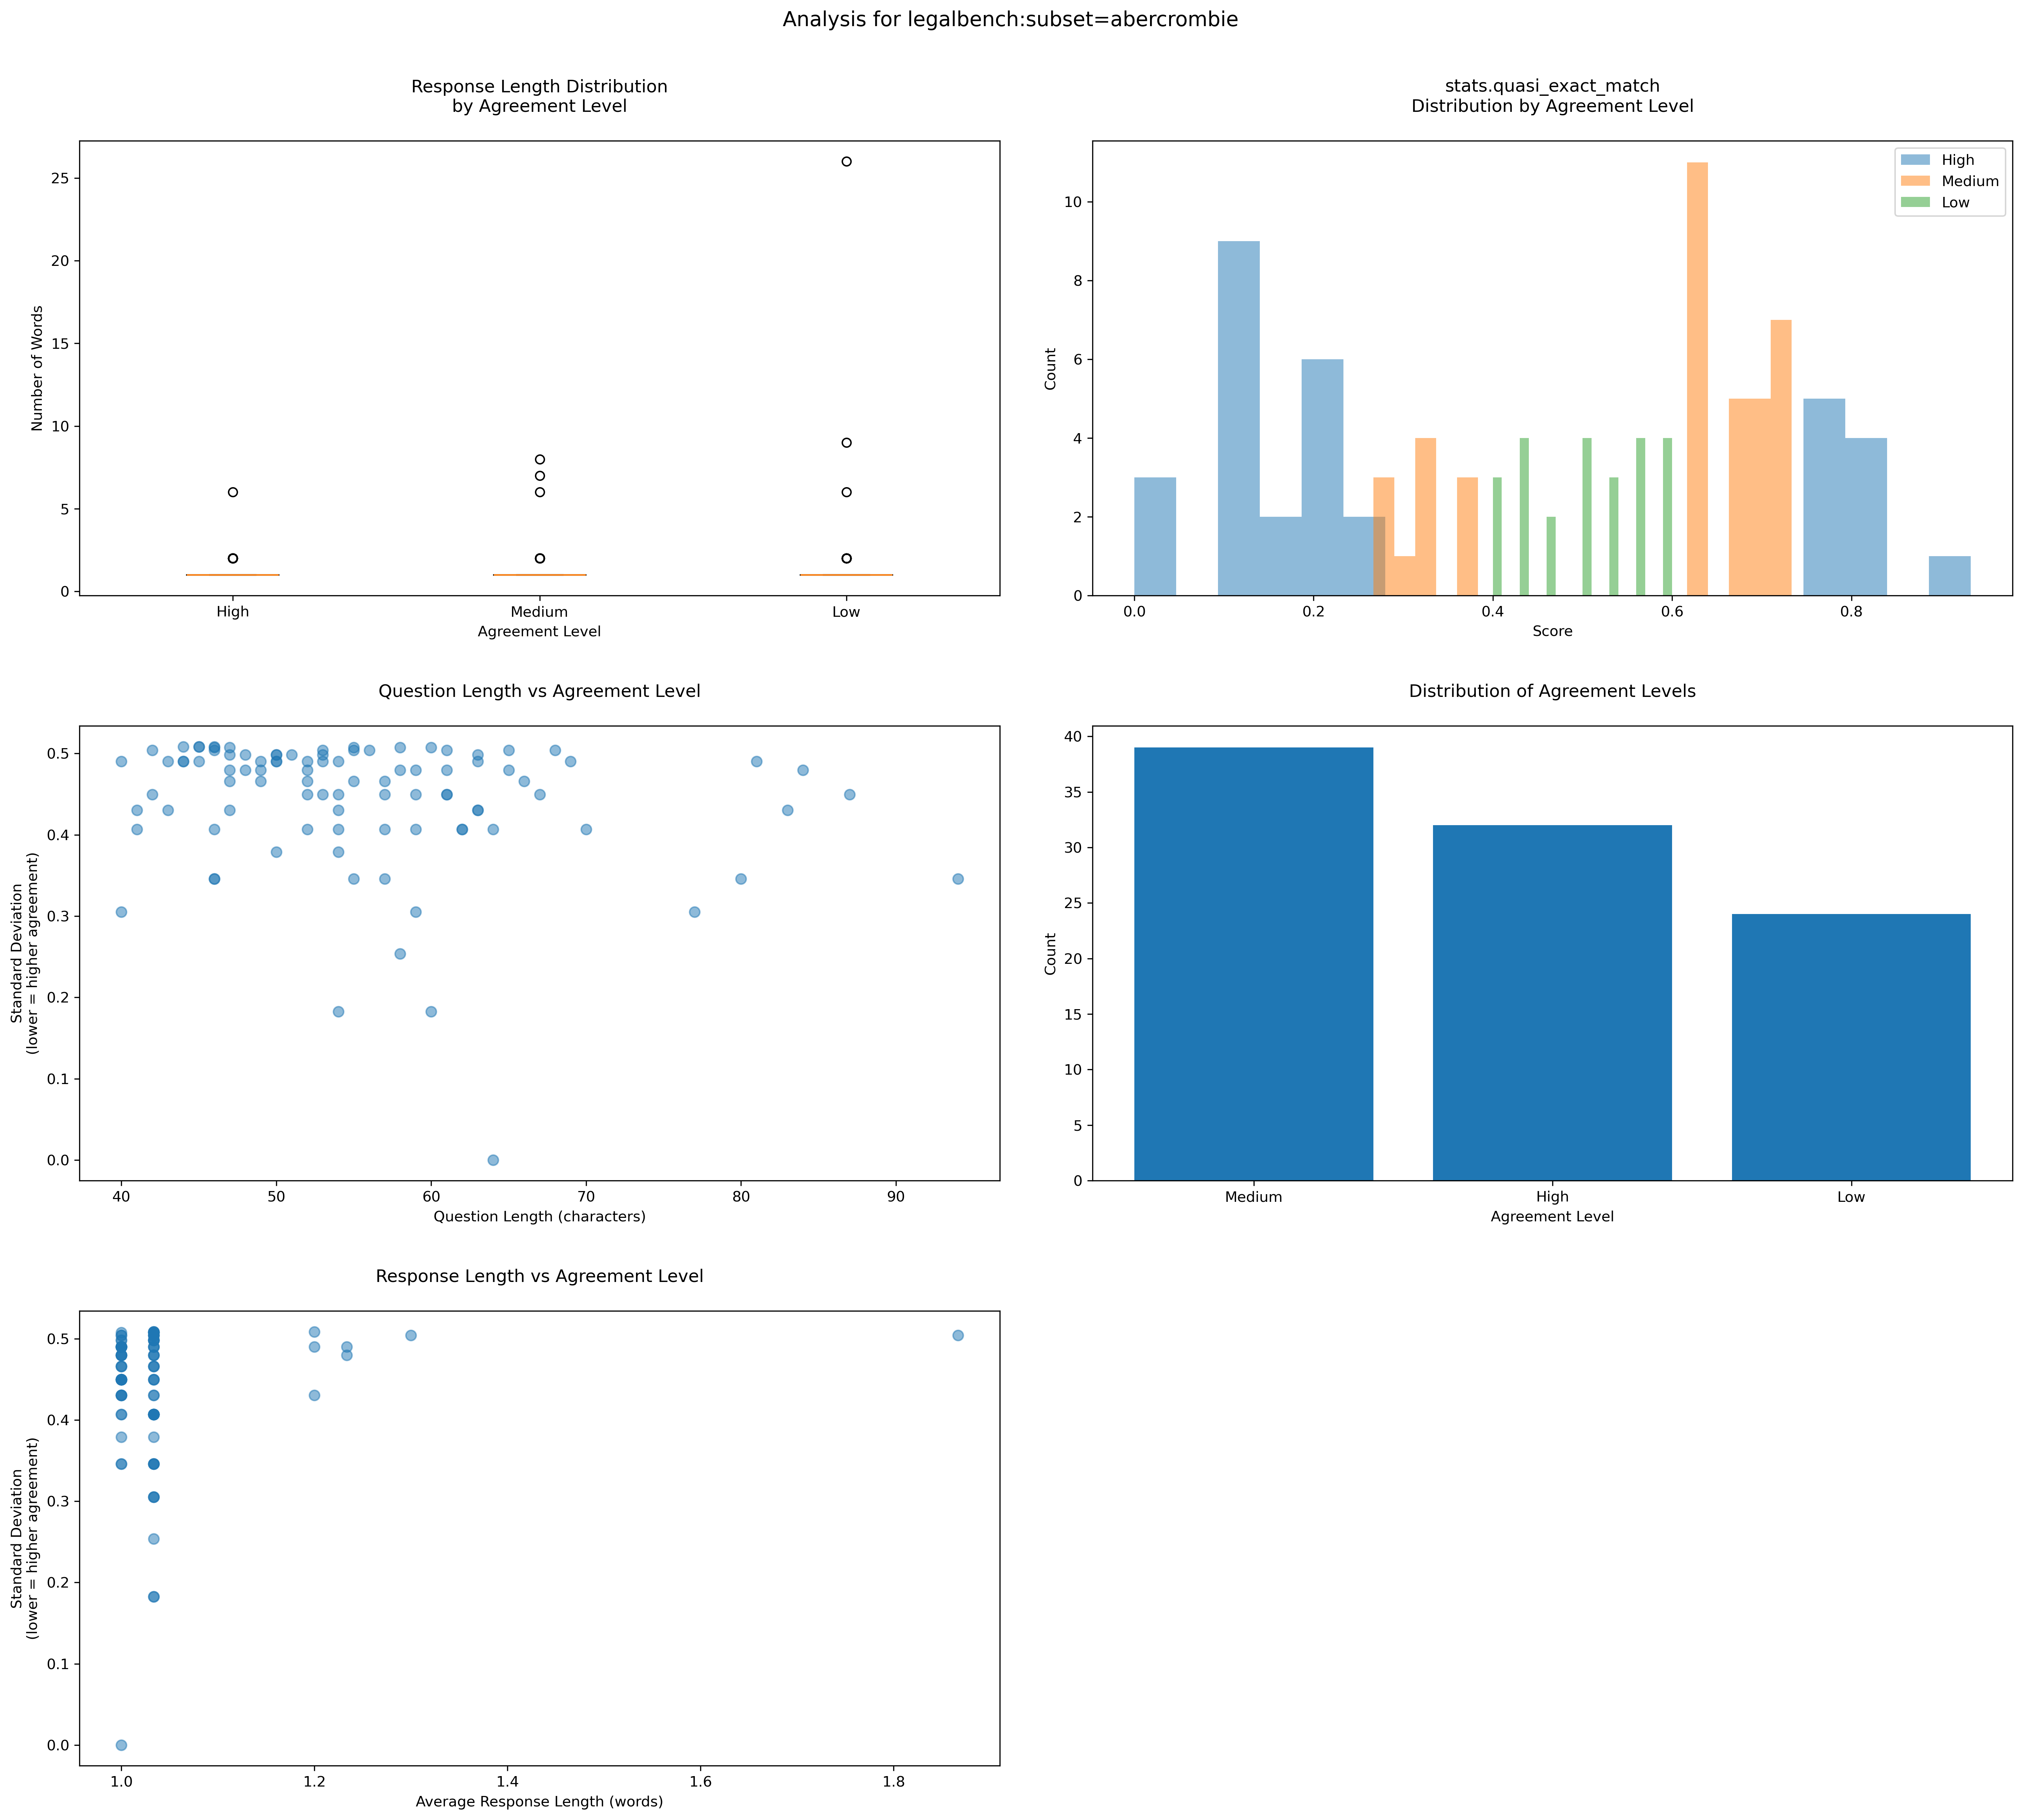 Analysis for legalbench:subset=abercrombie
Response Length Distribution
by Agreement Level
Number of Words
25
20
15
10
5
0
High
Medium
Low
Agreement Level
stats.quasi_exact_match
Distribution by Agreement Level
High
Medium
Low
Count
10
8
6
4
2
0
0.0
0.2
0.4
0.6
0.8
Score
Question Length vs Agreement Level
Standard Deviation
(lower = higher agreement)
0.5
0.4
0.3
0.2
0.1
0.0
40
50
60
70
80
90
Question Length (characters)
Distribution of Agreement Levels
Count
40
35
30
25
20
15
10
5
0
Medium
High
Low
Agreement Level
Response Length vs Agreement Level
Standard Deviation
(lower = higher agreement)
0.5
0.4
0.3
0.2
0.1
0.0
1.0
1.2
1.4
1.6
1.8
Average Response Length (words)